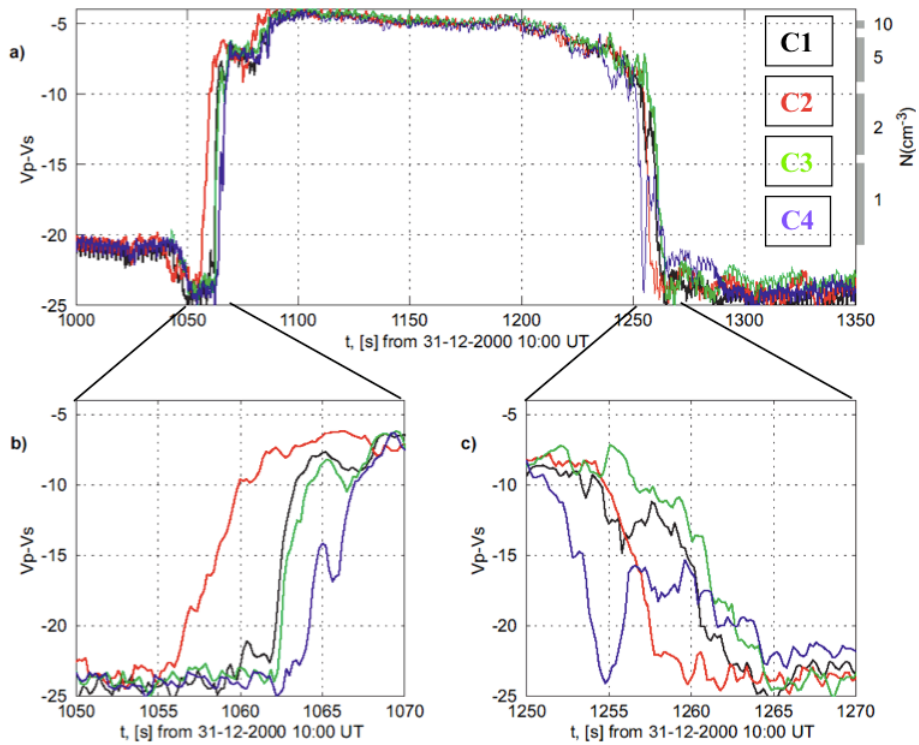 a)
Vp-Vs
-5
-10
-15
-20
-25
1000 1050 1100 1150 1200 1250 1300 1350
t, [s] from 31-12-2000 10:00 UT
C1
C2
C3
C4
10
5
2
1
N(cm-3)
b)
Vp-Vs
-5
-10
-15
-20
-25
1050 1055 1060 1065 1070
t, [s] from 31-12-2000 10:00 UT
c)
Vp-Vs
-5
-10
-15
-20
-25
1250 1255 1260 1265 1270
t, [s] from 31-12-2000 10:00 UT